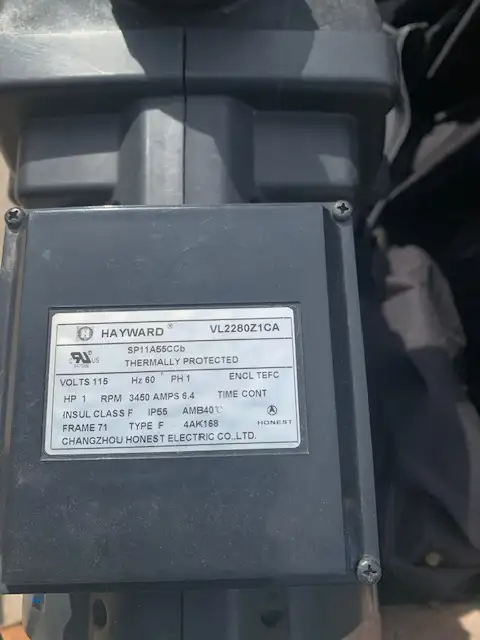 HAYWARD ® VL2280Z1CA
SP11A55CCb
THERMALLY PROTECTED
VOLTS 115 Hz 60 PH 1 ENCL TEFC
HP 1 RPM 3450 AMPS 6.4 TIME CONT
INSUL CLASS F IP55 AMB40℃
FRAME 71 TYPE F 4AK168 HONEST
CHANGZHOU HONEST ELECTRIC CO.,LTD.